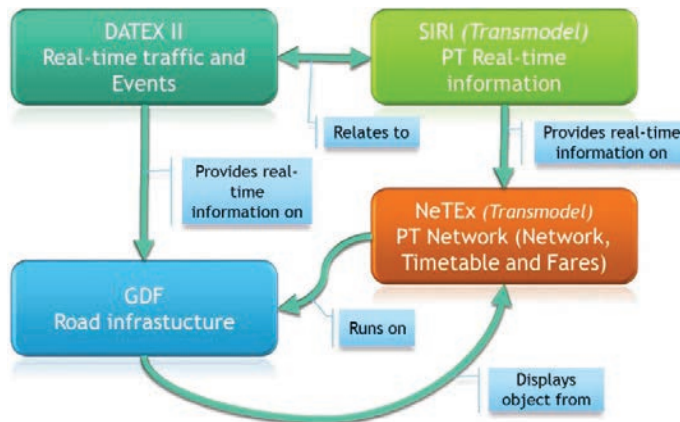 DATEX II
Real-time traffic and
Events
SIRI (Transmodel)
PT Real-time
information
Relates to
Provides real-time
information on
Provides real-
time
information on
NeTEx (Transmodel)
PT Network (Network,
Timetable and Fares)
GDF
Road infrastucture
Runs on
Displays
object from